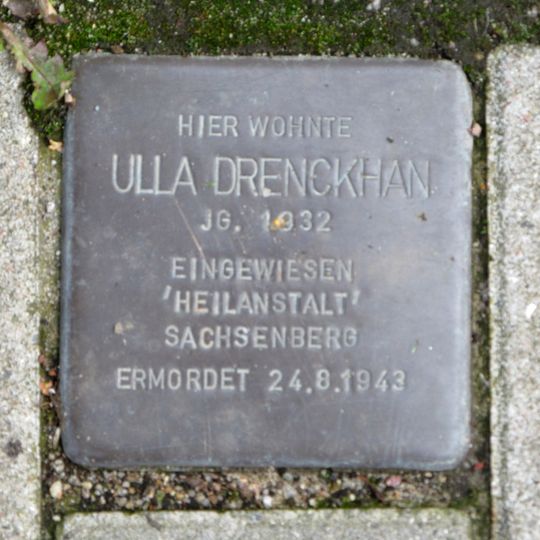 HIER WOHNTE
ULLA DRENCKHAN
JG. 1932
EINGEWIESEN
'HEILANSTALT'
SACHSENBERG
ERMORDET 24.8.1943